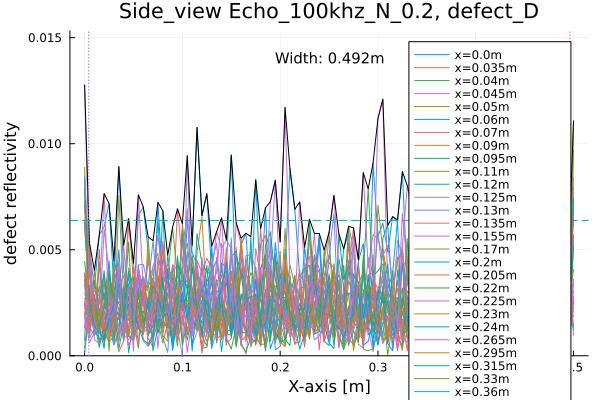 Side_view Echo_100khz_N_0.2, defect_D
0.015
Width: 0.492m
0.010
defect reflectivity
0.005
0.000
0.0
0.1
0.2
0.3
.5
X-axis [m]
x=0.0m
x=0.035m
x=0.04m
x=0.045m
x=0.05m
x=0.06m
x=0.07m
x=0.09m
x=0.095m
x=0.11m
x=0.12m
x=0.125m
x=0.13m
x=0.135m
x=0.155m
x=0.17m
x=0.2m
x=0.205m
x=0.22m
x=0.225m
x=0.23m
x=0.24m
x=0.265m
x=0.295m
x=0.315m
x=0.33m
x=0.36m